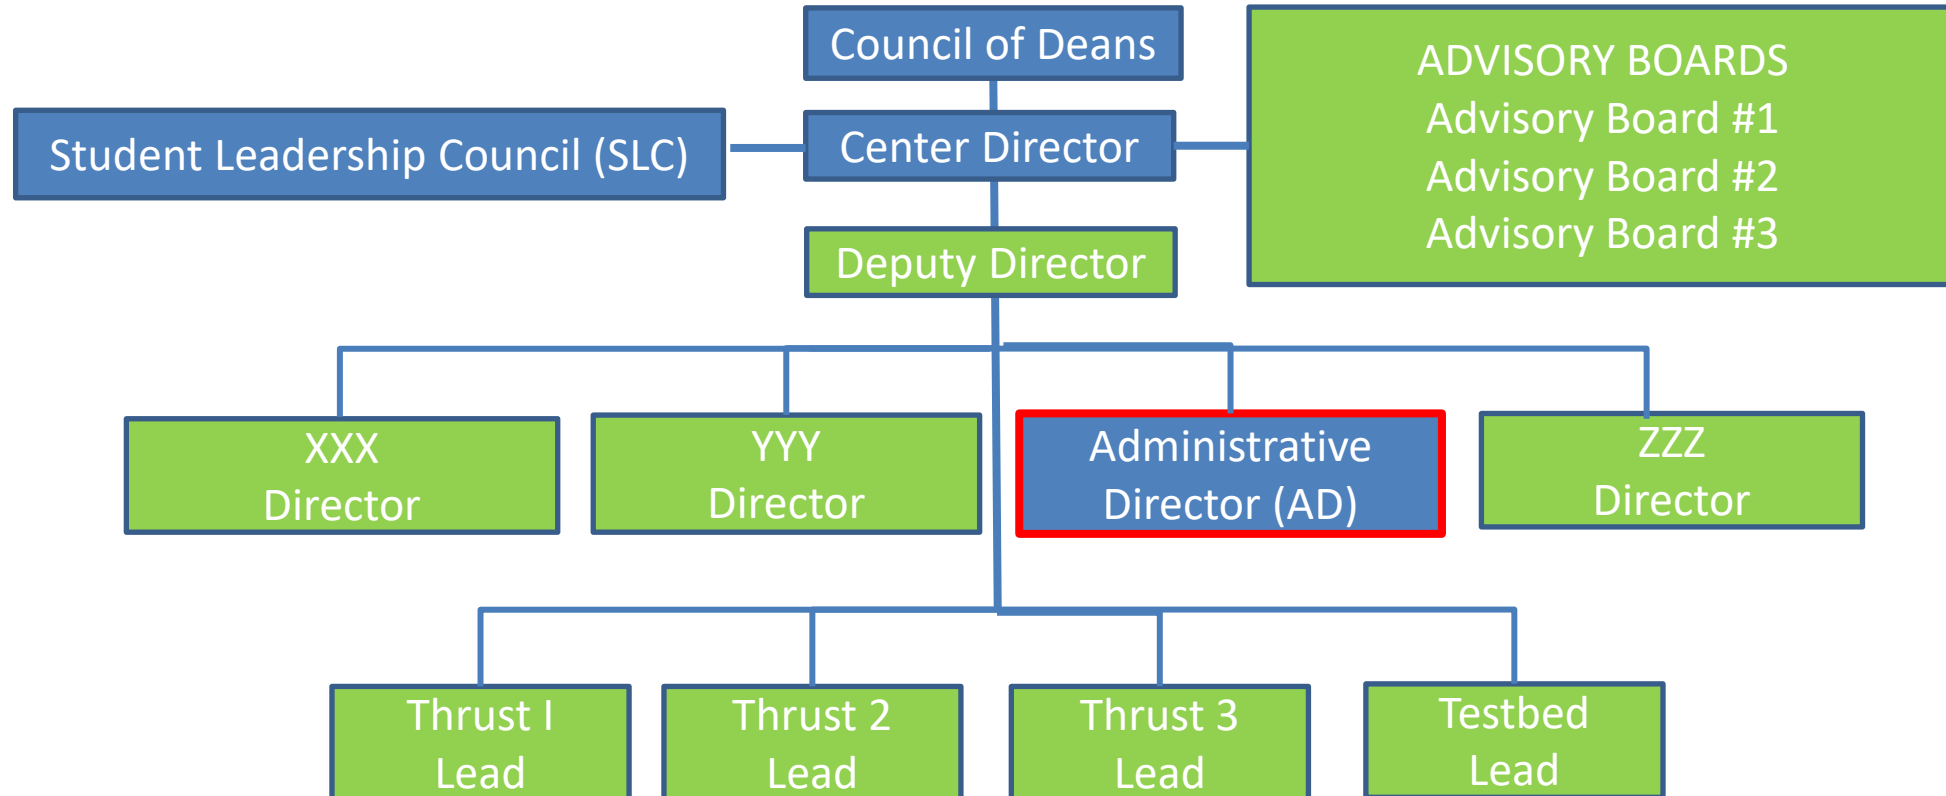 Council of Deans
ADVISORY BOARDS
Advisory Board #1
Advisory Board #2
Advisory Board #3
Student Leadership Council (SLC)
Center Director
Deputy Director
XXX
Director
YYY
Director
Administrative
Director (AD)
ZZZ
Director
Thrust I
Lead
Thrust 2
Lead
Thrust 3
Lead
Testbed
Lead